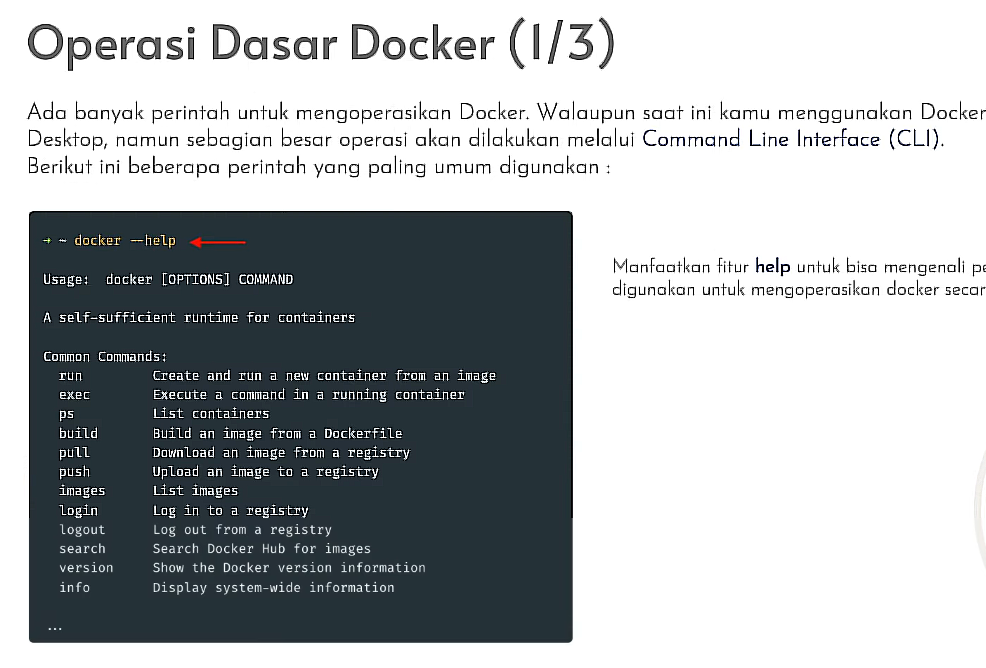 Operasi Dasar Docker (1/3)
Ada banyak perintah untuk mengoperasikan Docker. Walaupun saat ini kamu menggunakan Docker
Desktop, namun sebagian besar operasi akan dilakukan melalui Command Line Interface (CLI).
Berikut ini beberapa perintah yang paling umum digunakan :
→ ~ docker --help
Usage:  docker [OPTIONS] COMMAND
A self-sufficient runtime for containers
Common Commands:
run         Create and run a new container from an image
exec        Execute a command in a running container
ps          List containers
build       Build an image from a Dockerfile
pull        Download an image from a registry
push        Upload an image to a registry
images      List images
login       Log in to a registry
logout      Log out from a registry
search      Search Docker Hub for images
version     Show the Docker version information
info        Display system-wide information
...
Manfaatkan fitur help untuk bisa mengenali
digunakan untuk mengoperasikan docker